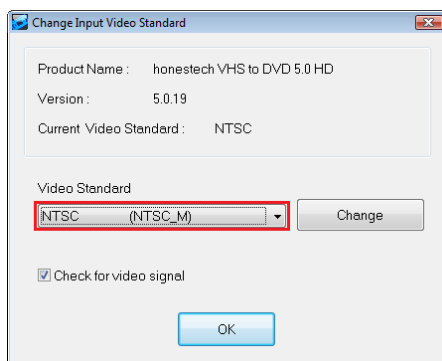 Change Input Video Standard
Product Name : honestech VHS to DVD 5.0 HD
Version : 5.0.19
Current Video Standard : NTSC
Video Standard
NTSC (NTSC_M)
Change
Check for video signal
OK